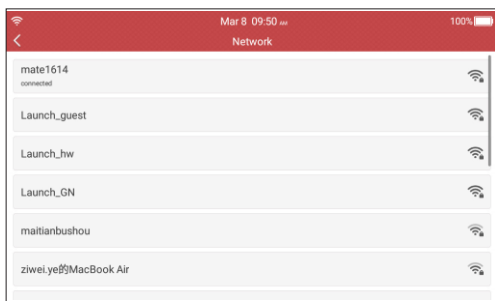 Mar 8 09:50 AM
100%
Network
mate1614
connected
Launch_guest
Launch_hw
Launch_GN
maitianbushou
ziwei.ye的MacBook Air